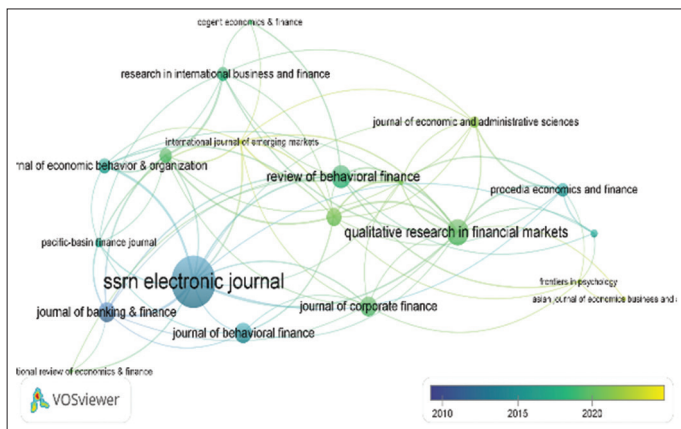 cogent economics & finance
research in international business and finance
journal of economic and administrative sciences
international journal of emerging markets
rnal of economic behavior & organization
review of behavioral finance
procedia economics and finance
qualitative research in financial markets
pacific-basin finance journal
ssrn electronic journal
frontiers in psychology
asian journal of economics business and a
journal of corporate finance
journal of banking & finance
journal of behavioral finance
tional review of economics & finance
VOSviewer
2010 2015 2020